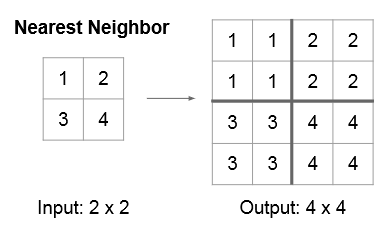 Nearest Neighbor
1 2
3 4
1 1 2 2
1 1 2 2
3 3 4 4
3 3 4 4
Input: 2 x 2
Output: 4 x 4